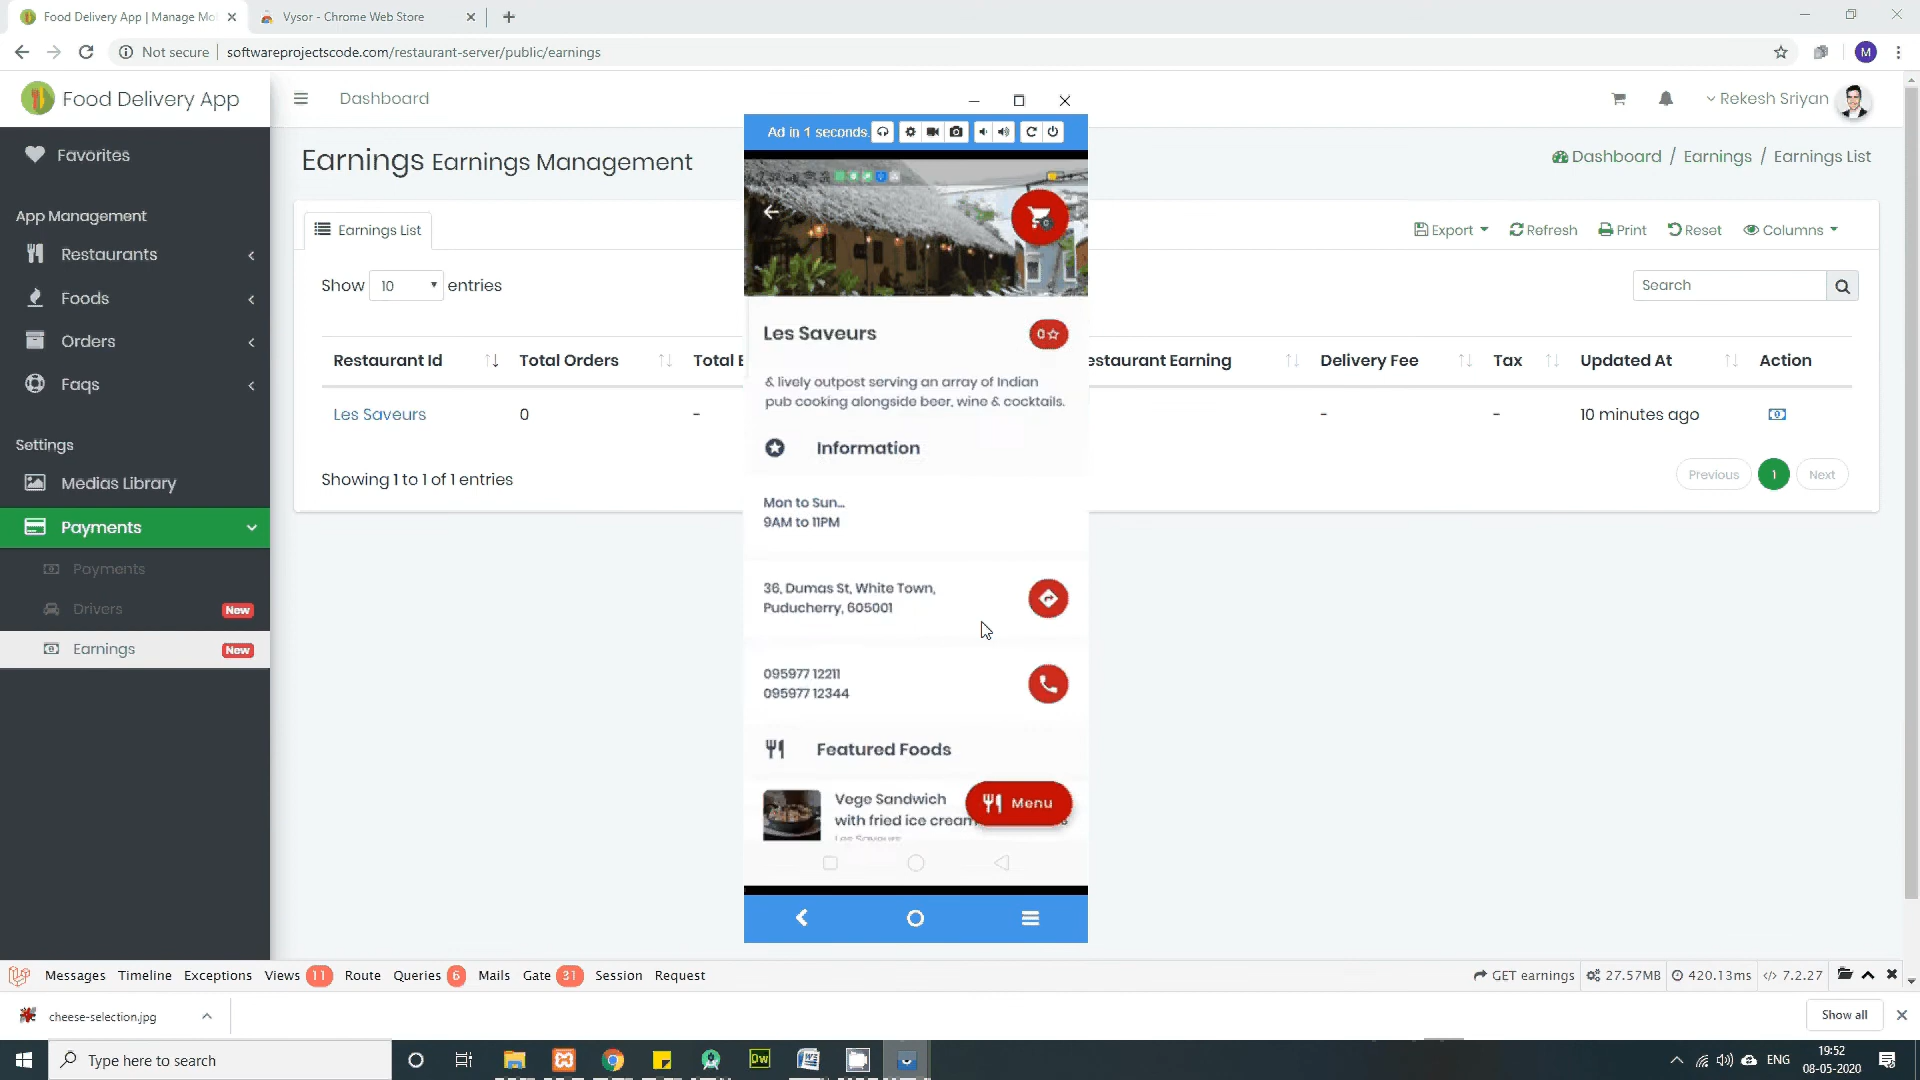 Food Delivery App | Manage Mo
Vysor - Chrome Web Store
Not secure
softwareprojectscode.com/restaurant-server/public/earnings
M
Food Delivery App
Dashboard
Rekesh Sriyan
Favorites
App Management
Restaurants
Foods
Orders
Faqs
Settings
Medias Library
Payments
Payments
Drivers New
Earnings New
Earnings Earnings Management
Dashboard / Earnings / Earnings List
Earnings List
Export Refresh Print Reset Columns
Show 10 entries
Search
Restaurant Id Total Orders Total E estaurant Earning Delivery Fee Tax Updated At Action
Les Saveurs 0 - - - 10 minutes ago
Showing 1 to 1 of 1 entries
Previous 1 Next
Ad in 1 seconds.
Les Saveurs
0
& lively outpost serving an array of Indian
pub cooking alongside beer, wine & cocktails.
Information
Mon to Sun...
9AM to 11PM
36, Dumas St, White Town,
Puducherry, 605001
095977 12211
095977 12344
Featured Foods
Vege Sandwich
with fried ice cream
Les Saveurs
Menu
Messages Timeline Exceptions Views 11 Route Queries 6 Mails Gate 31 Session Request
GET earnings 27.57MB 420.13ms 7.2.27
cheese-selection.jpg
Show all
Type here to search
Dw
ENG
19:52
08-05-2020